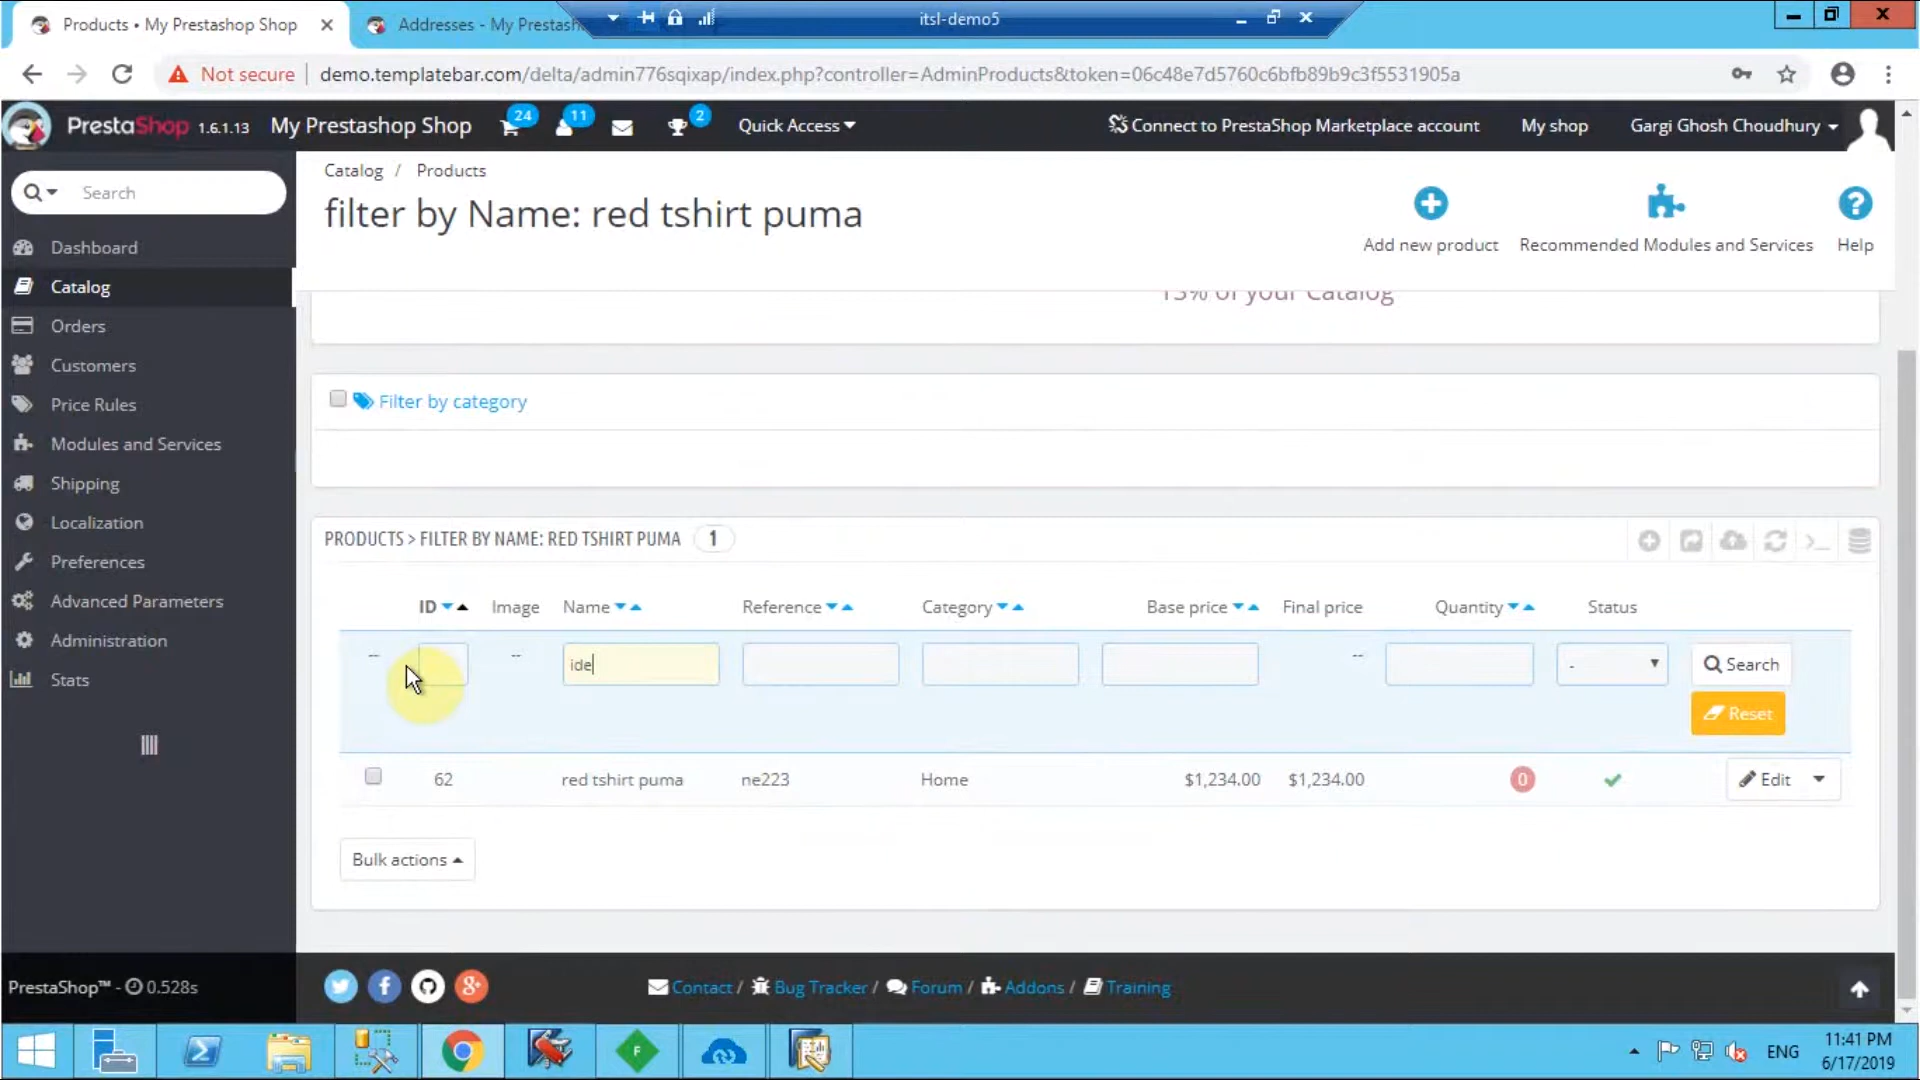 Products • My Prestashop Shop
Addresses - My Prestash
itsl-demo5
Not secure
demo.templatebar.com/delta/admin776sqixap/index.php?controller=AdminProducts&token=06c48e7d5760c6bfb89b9c3f5531905a
PrestaShop 1.6.1.13 My Prestashop Shop 24 11 2 Quick Access Connect to PrestaShop Marketplace account My shop Gargi Ghosh Choudhury
Search
Catalog / Products
filter by Name: red tshirt puma
Add new product Recommended Modules and Services Help
Dashboard
Catalog
Orders
Customers
Price Rules
Modules and Services
Shipping
Localization
Preferences
Advanced Parameters
Administration
Stats
13% of your Catalog
Filter by category
PRODUCTS > FILTER BY NAME: RED TSHIRT PUMA 1
ID Image Name Reference Category Base price Final price Quantity Status
-- -- ide -- - Search
Reset
62 red tshirt puma ne223 Home $1,234.00 $1,234.00 0 Edit
Bulk actions
PrestaShop™ - 0.528s
Contact / Bug Tracker / Forum / Addons / Training
ENG
11:41 PM
6/17/2019